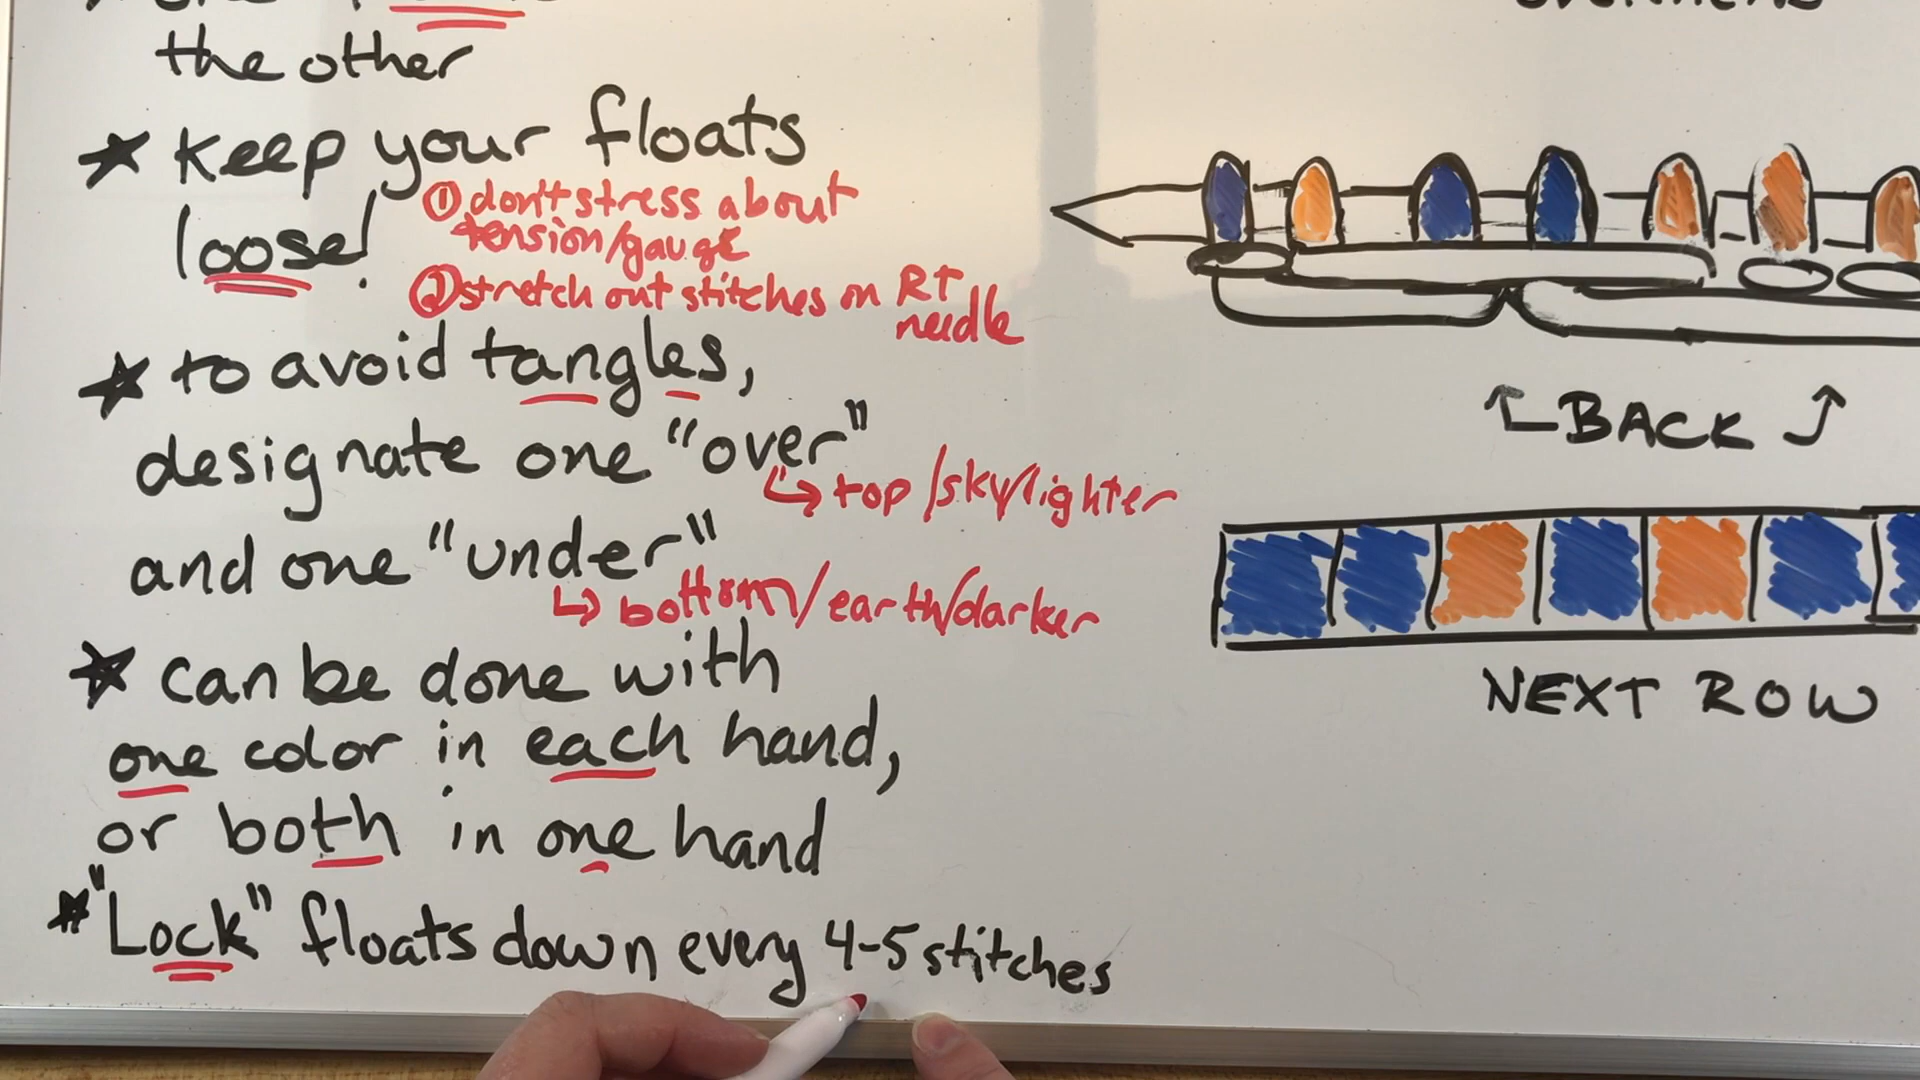 the other
★ keep your floats
loose!
① don't stress about
tension/gauge
② stretch out stitches on RT
needle
★ to avoid tangles,
designate one "over"
↳ top/sky/lighter
and one "under"
↳ bottom/earth/darker
★ can be done with
one color in each hand,
or both in one hand
* "Lock" floats down every 4-5 stitches
BACK
NEXT ROW